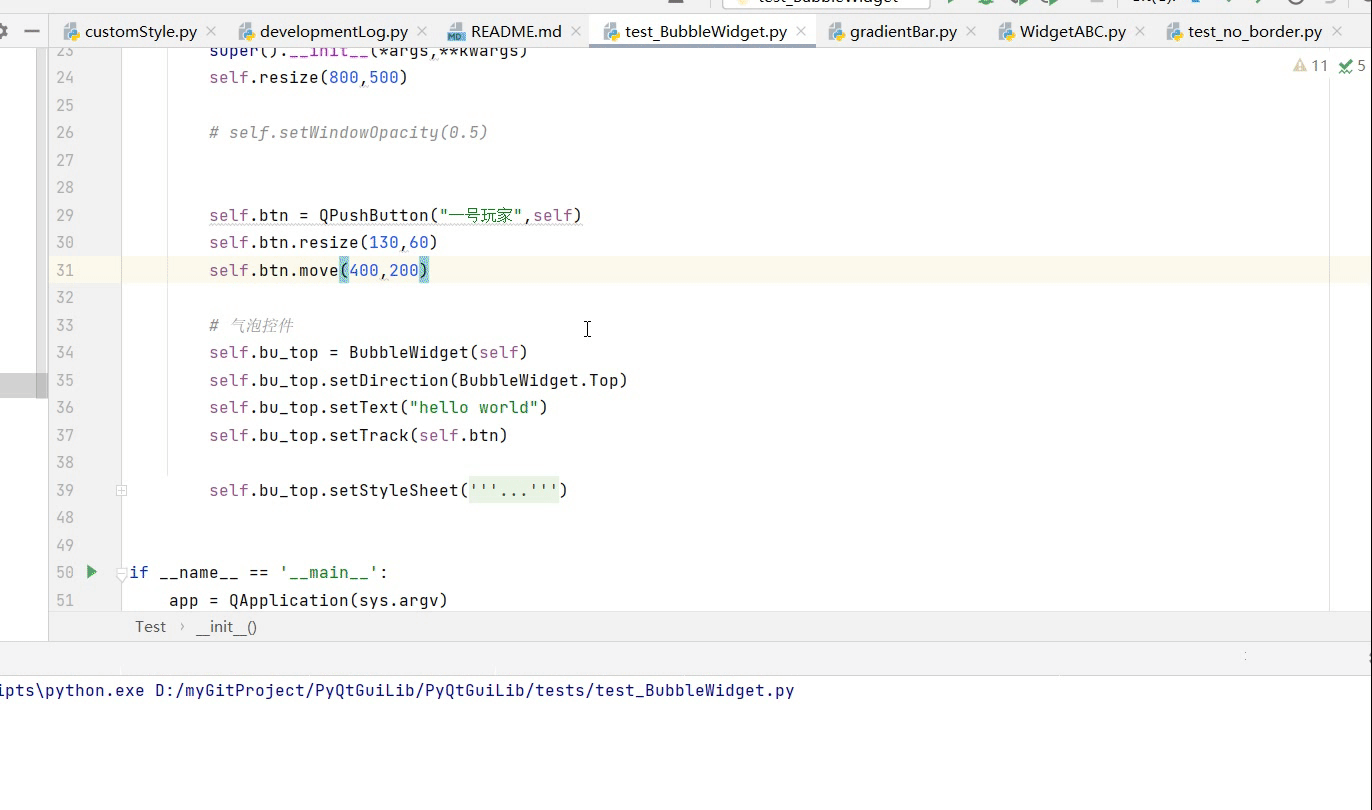 test_BubbleWidget
customStyle.py developmentLog.py README.md test_BubbleWidget.py gradientBar.py WidgetABC.py test_no_border.py
11 5
23 super().__init__(*args,**kwargs)
24 self.resize(800,500)
25
26 # self.setWindowOpacity(0.5)
27
28
29 self.btn = QPushButton("一号玩家",self)
30 self.btn.resize(130,60)
31 self.btn.move(400,200)
32
33 # 气泡控件
34 self.bu_top = BubbleWidget(self)
35 self.bu_top.setDirection(BubbleWidget.Top)
36 self.bu_top.setText("hello world")
37 self.bu_top.setTrack(self.btn)
38
39 self.bu_top.setStyleSheet('''...''')
48
49
50 if __name__ == '__main__':
51 app = QApplication(sys.argv)
Test › __init__()
ipts\python.exe D:/myGitProject/PyQtGuiLib/PyQtGuiLib/tests/test_BubbleWidget.py